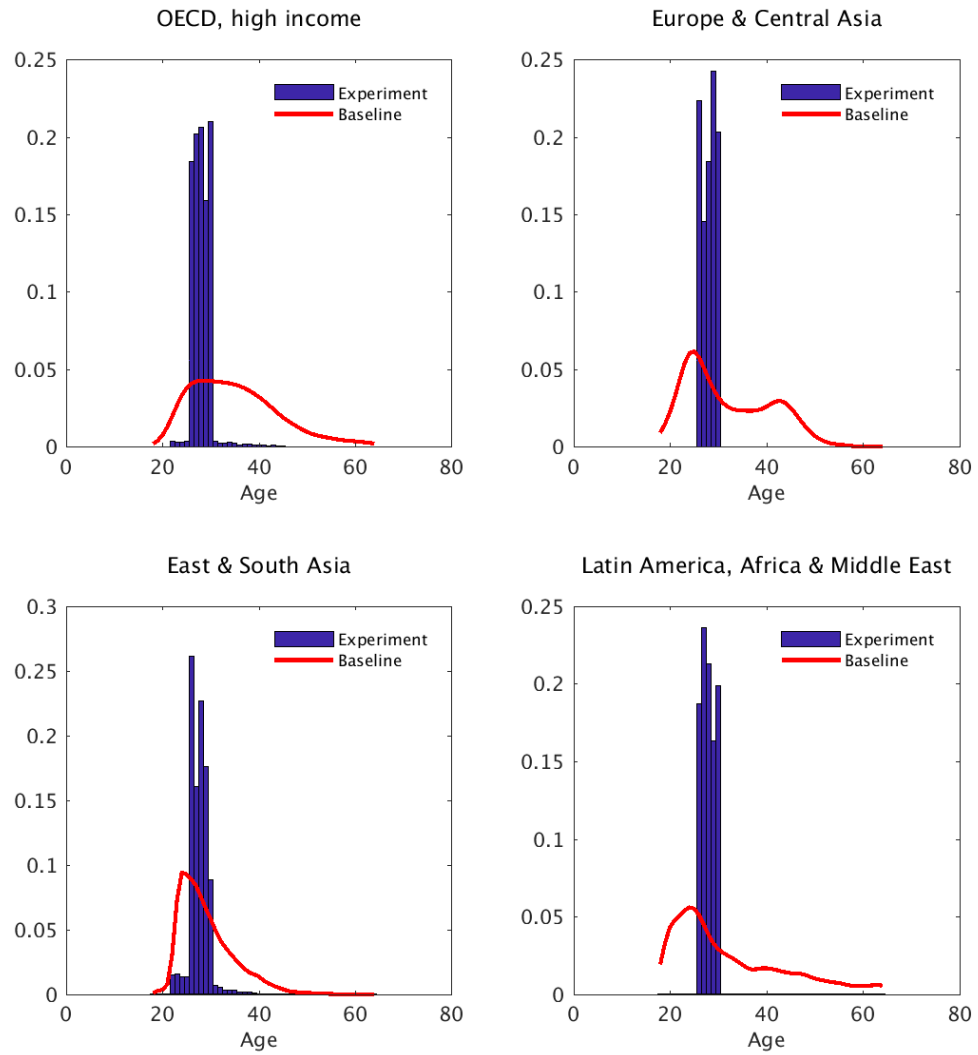 OECD, high income
0.25
0.2
0.15
0.1
0.05
0
0 20 40 60 80
Age
Experiment
Baseline
Europe & Central Asia
0.25
0.2
0.15
0.1
0.05
0
0 20 40 60 80
Age
Experiment
Baseline
East & South Asia
0.3
0.25
0.2
0.15
0.1
0.05
0
0 20 40 60 80
Age
Experiment
Baseline
Latin America, Africa & Middle East
0.25
0.2
0.15
0.1
0.05
0
0 20 40 60 80
Age
Experiment
Baseline